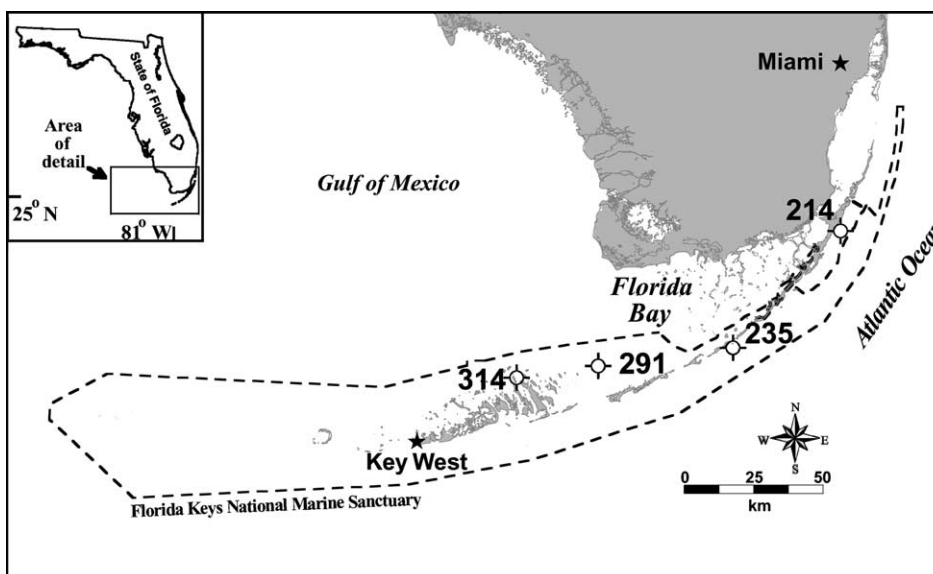 State of Florida
Area
of
detail
25° N
81° W
Miami
Gulf of Mexico
214
Florida
Bay
Atlantic Ocean
235
291
314
Key West
Florida Keys National Marine Sanctuary
N
W E
S
0 25 50
km